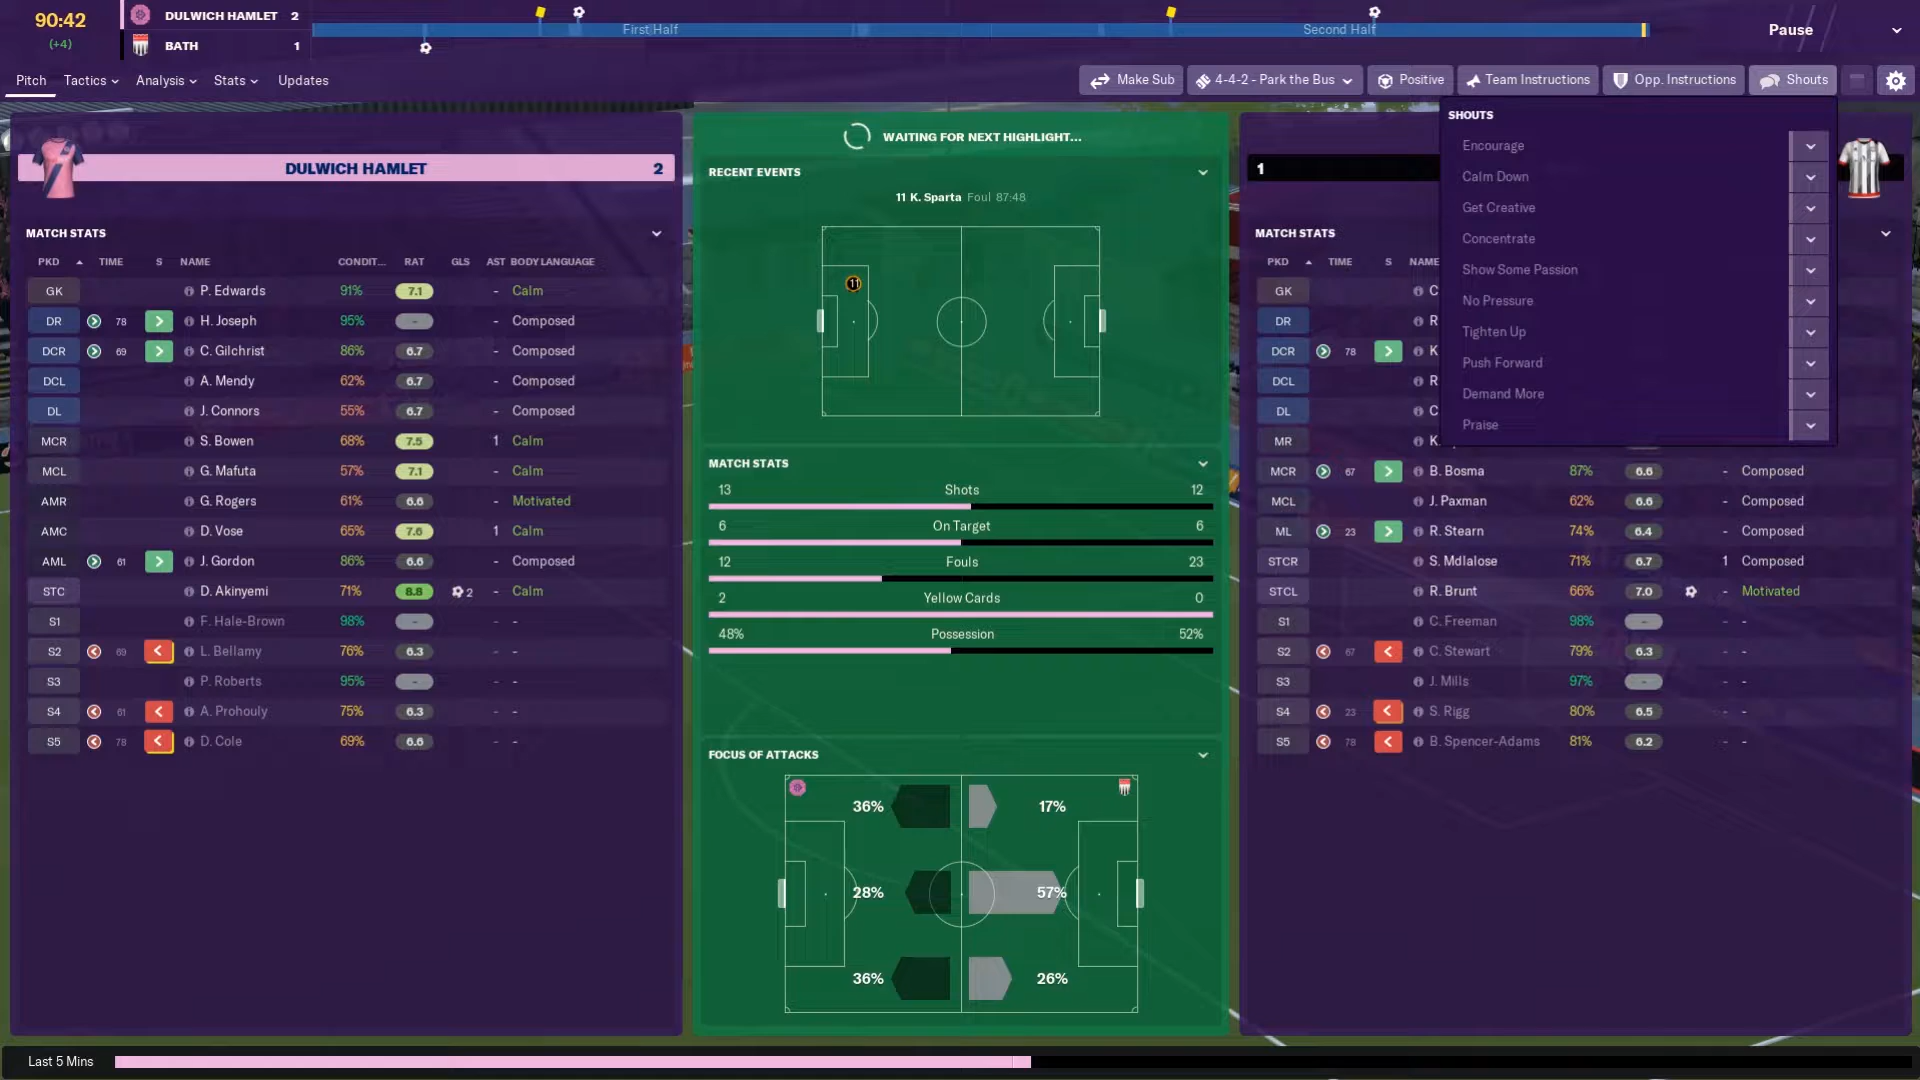 90:42
(+4)
DULWICH HAMLET 2
BATH 1
First Half
Second Half
Pause
Pitch Tactics Analysis Stats Updates
Make Sub 4-4-2 - Park the Bus Positive Team Instructions Opp. Instructions Shouts
SHOUTS
Encourage
Calm Down
Get Creative
Concentrate
Show Some Passion
No Pressure
Tighten Up
Push Forward
Demand More
Praise
DULWICH HAMLET 2
MATCH STATS
PKD TIME S NAME CONDIT... RAT GLS AST BODY LANGUAGE
GK P. Edwards 91% 7.1 - Calm
DR 78 H. Joseph 95% - - Composed
DCR 69 C. Gilchrist 86% 6.7 - Composed
DCL A. Mendy 62% 6.7 - Composed
DL J. Connors 55% 6.7 - Composed
MCR S. Bowen 68% 7.5 1 Calm
MCL G. Mafuta 57% 7.1 - Calm
AMR G. Rogers 61% 6.6 - Motivated
AMC D. Vose 65% 7.6 1 Calm
AML 61 J. Gordon 86% 6.6 - Composed
STC D. Akinyemi 71% 8.8 2 - Calm
S1 F. Hale-Brown 98% - - -
S2 69 L. Bellamy 76% 6.3 - -
S3 P. Roberts 95% - - -
S4 61 A. Prohouly 75% 6.3 - -
S5 78 D. Cole 69% 6.6 - -
WAITING FOR NEXT HIGHLIGHT...
RECENT EVENTS
11 K. Sparta Foul 87:48
11
MATCH STATS
13 Shots 12
6 On Target 6
12 Fouls 23
2 Yellow Cards 0
48% Possession 52%
FOCUS OF ATTACKS
36% 17%
28% 57%
36% 26%
1
MATCH STATS
PKD TIME S NAME
GK C
DR R
DCR 78 K
DCL R
DL C
MR K.
MCR 67 B. Bosma 87% 6.6 - Composed
MCL J. Paxman 62% 6.6 - Composed
ML 23 R. Stearn 74% 6.4 - Composed
STCR S. Mdlalose 71% 6.7 1 Composed
STCL R. Brunt 66% 7.0 - Motivated
S1 C. Freeman 98% - - -
S2 67 C. Stewart 79% 6.3 - -
S3 J. Mills 97% - - -
S4 23 S. Rigg 80% 6.5 - -
S5 78 B. Spencer-Adams 81% 6.2 - -
Last 5 Mins